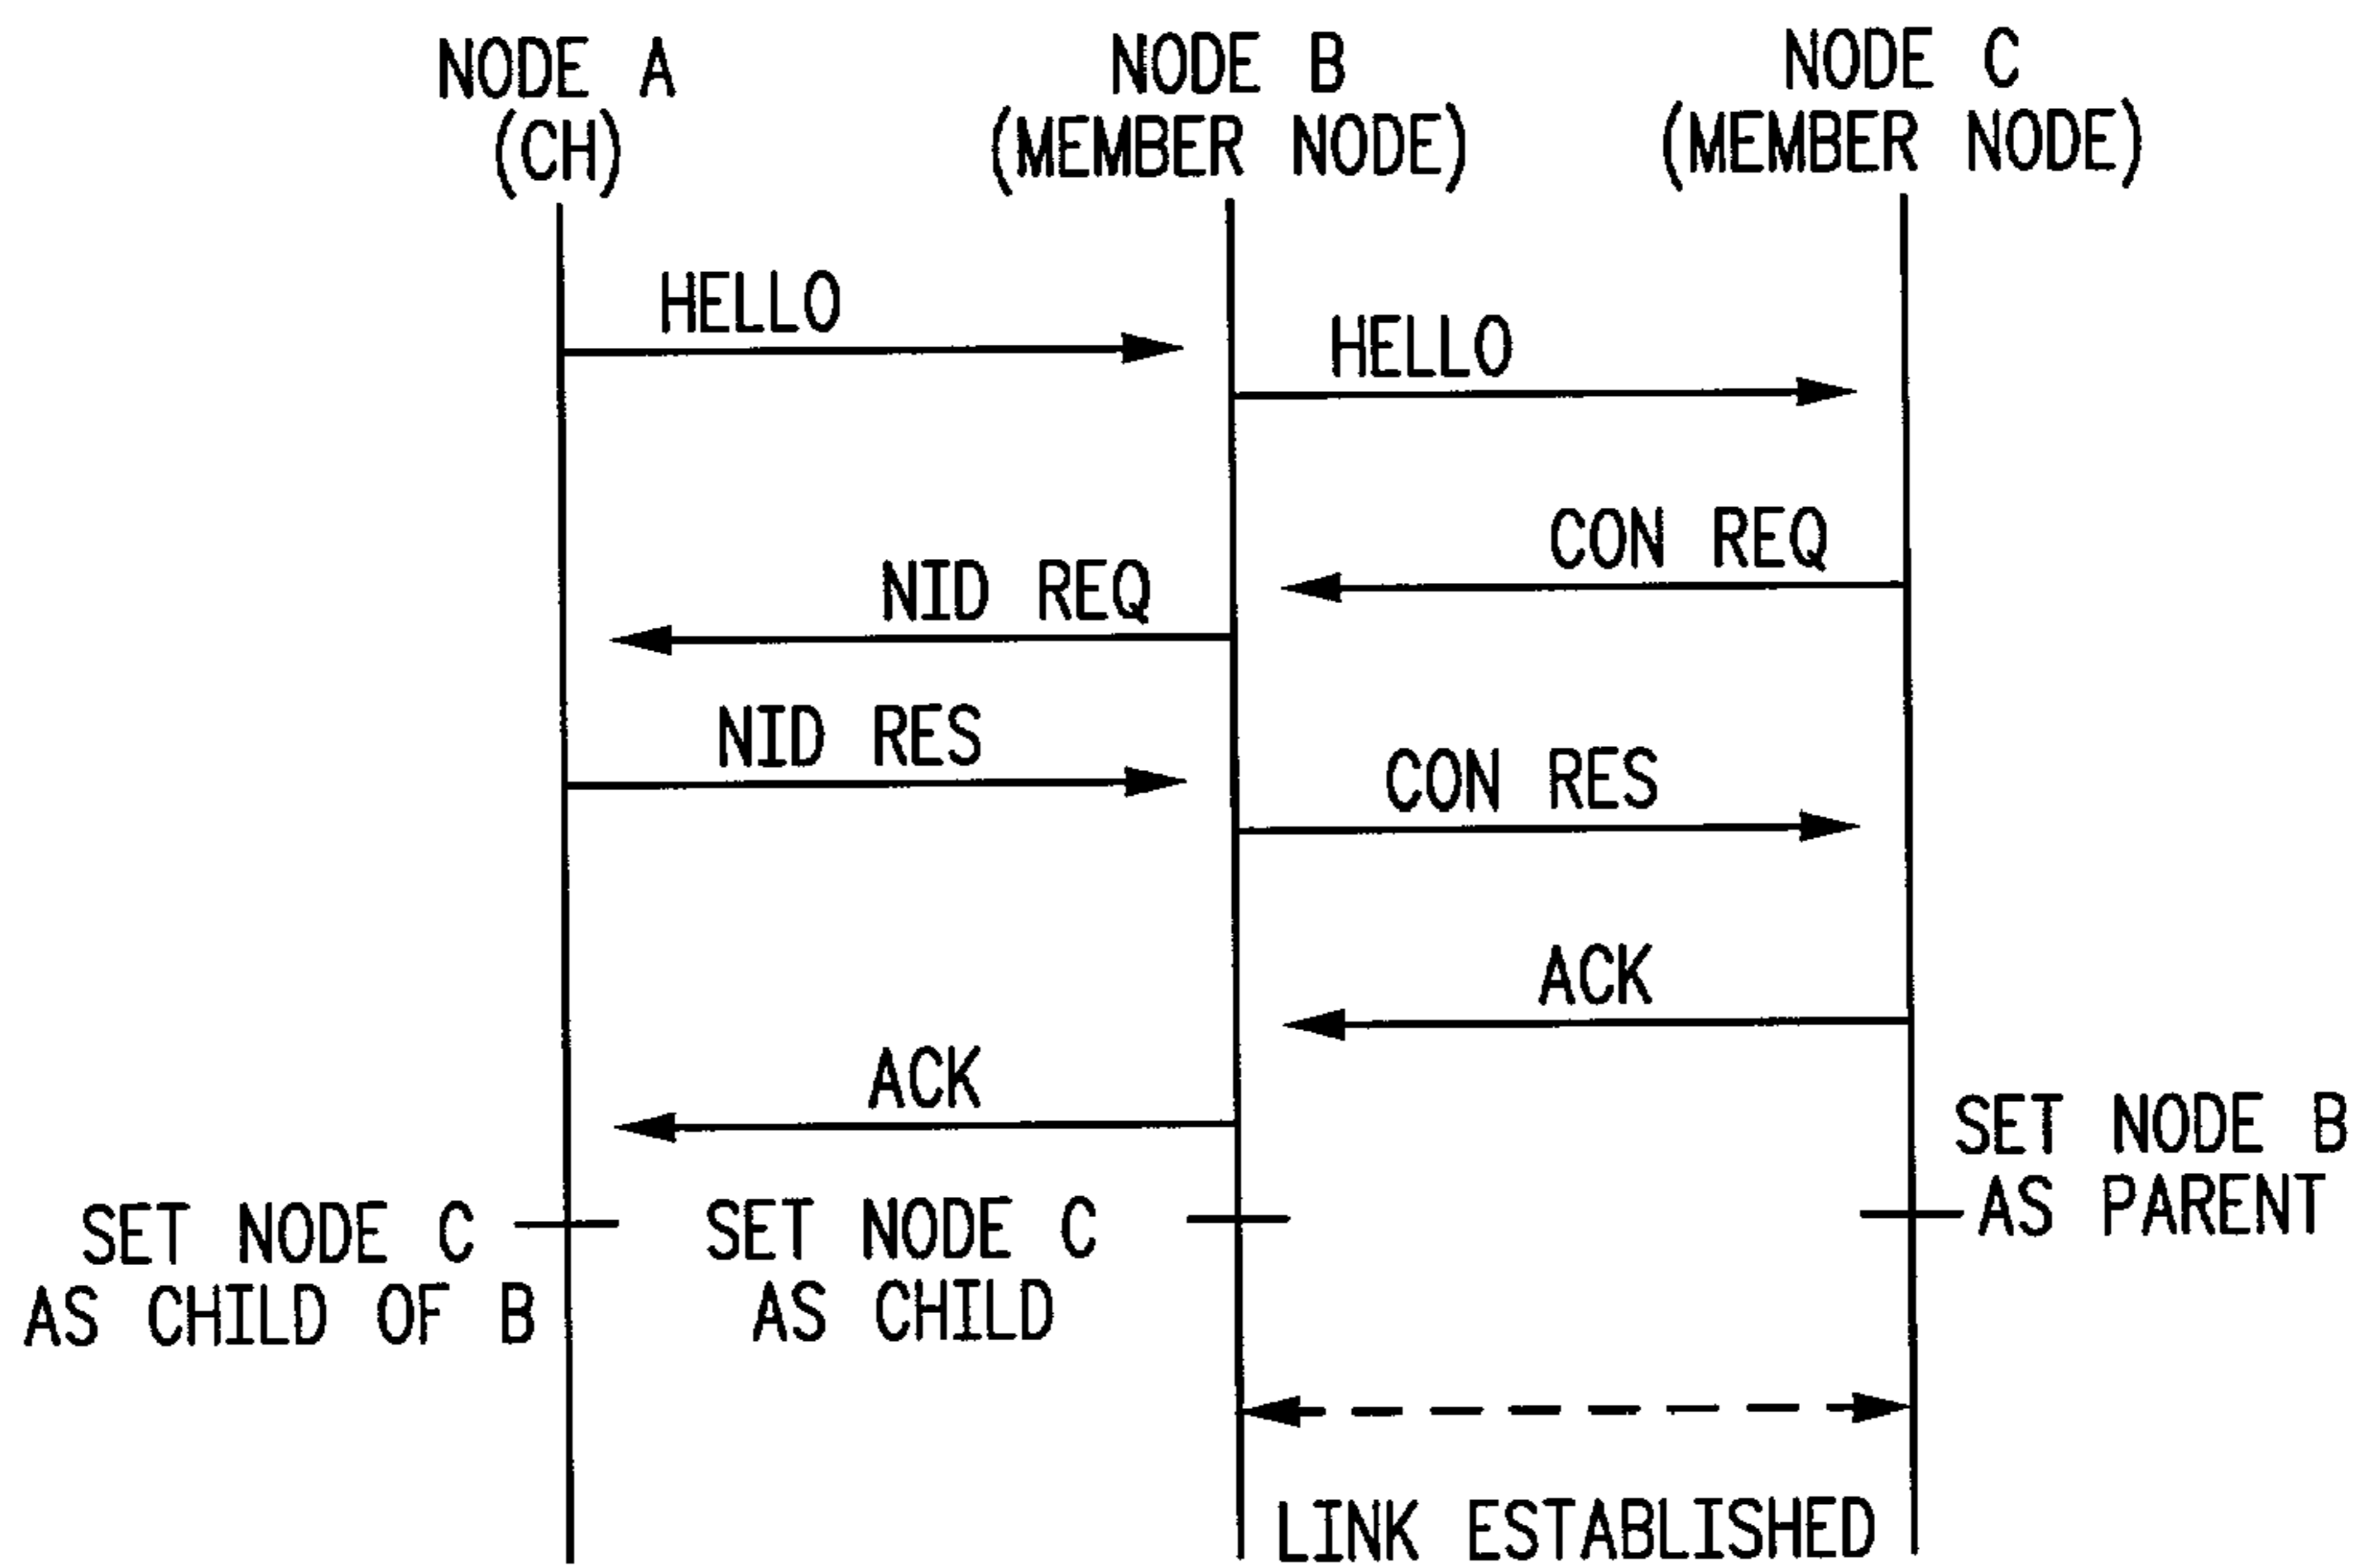 NODE A
(CH)
NODE B
(MEMBER NODE)
NODE C
(MEMBER NODE)
HELLO
HELLO
CON REQ
NID REQ
NID RES
CON RES
ACK
ACK
SET NODE B
AS PARENT
SET NODE C
AS CHILD OF B
SET NODE C
AS CHILD
LINK ESTABLISHED